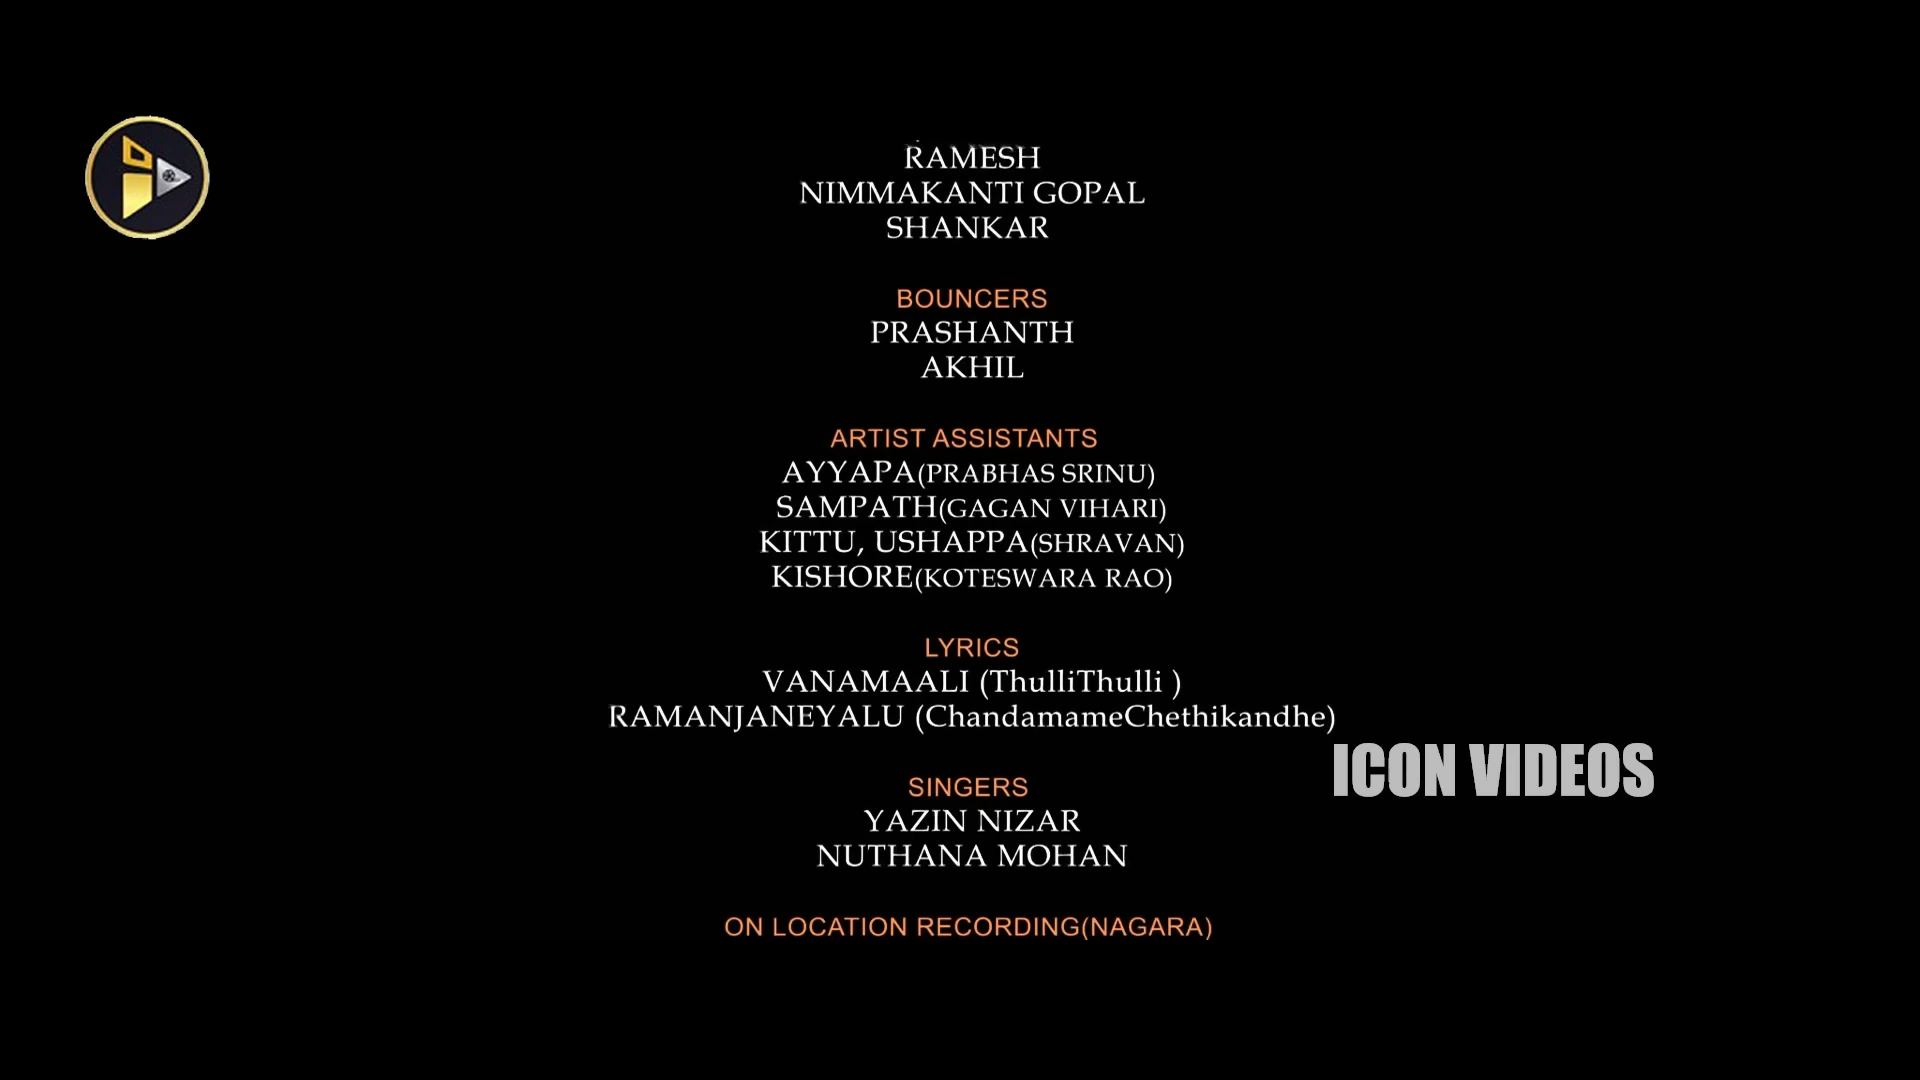 RAMESH
NIMMAKANTI GOPAL
SHANKAR
BOUNCERS
PRASHANTH
AKHIL
ARTIST ASSISTANTS
AYYAPA(PRABHAS SRINU)
SAMPATH(GAGAN VIHARI)
KITTU, USHAPPA(SHRAVAN)
KISHORE(KOTESWARA RAO)
LYRICS
VANAMAALI (ThulliThulli )
RAMANJANEYALU (ChandamameChethikandhe)
ICON VIDEOS
SINGERS
YAZIN NIZAR
NUTHANA MOHAN
ON LOCATION RECORDING(NAGARA)